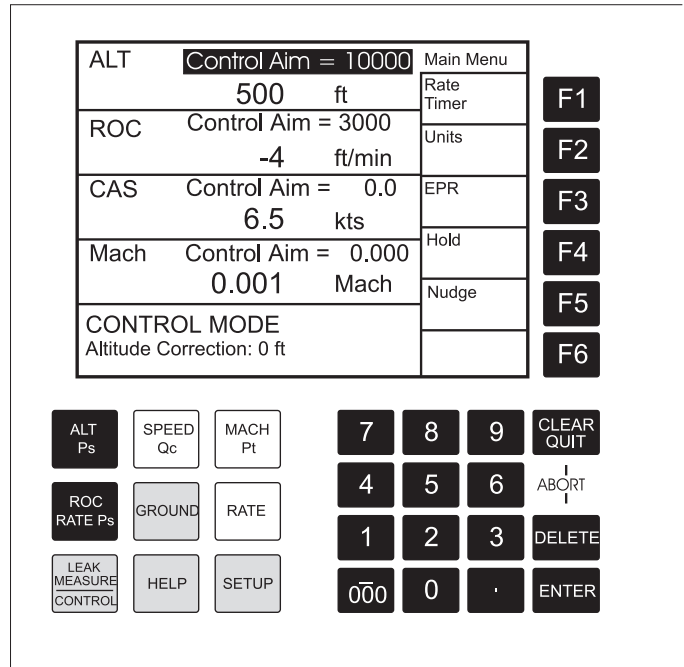 ALT Control Aim = 10000 Main Menu
500 ft
Rate
Timer
F1
ROC Control Aim = 3000
-4 ft/min
Units
F2
CAS Control Aim = 0.0
6.5 kts
EPR
F3
Mach Control Aim = 0.000
0.001 Mach
Hold
F4
Nudge
F5
CONTROL MODE
Altitude Correction: 0 ft
F6
ALT
Ps
SPEED
Qc
MACH
Pt
7 8 9
CLEAR
QUIT
ROC
RATE Ps
GROUND
RATE
4 5 6
ABORT
1 2 3
DELETE
LEAK
MEASURE
CONTROL
HELP
SETUP
000 0 .
ENTER